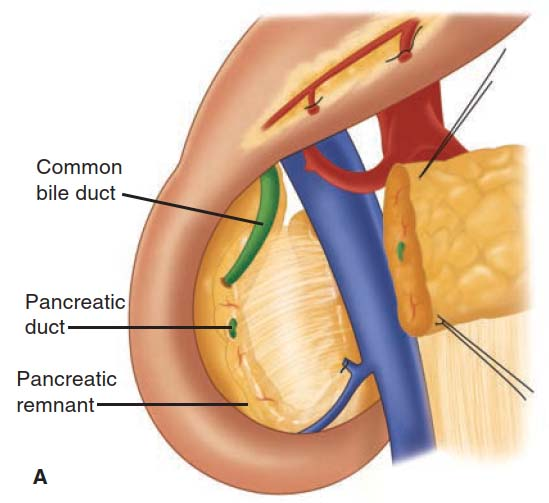 Common
bile duct
Pancreatic
duct
Pancreatic
remnant
A